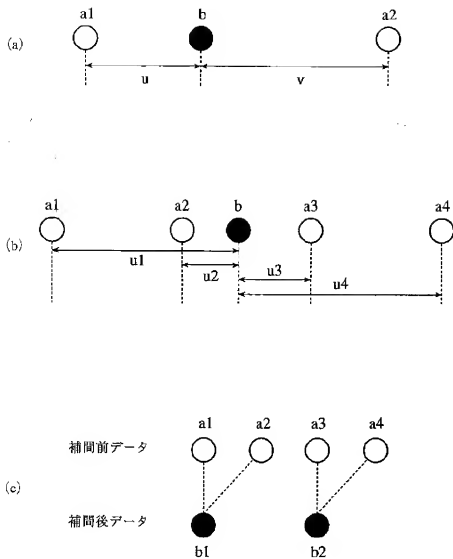 a1 b a2
(a)
u v
a1 a2 b a3 a4
(b)
u1
u2 u3
u4
a1 a2 a3 a4
補間前データ
(c)
補間後データ
b1 b2